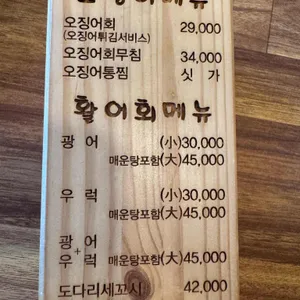 오징어회 29,000
(오징어튀김서비스)
오징어회무침 34,000
오징어통찜 싯 가
활어회메뉴
광 어 (小)30,000
매운탕포함(大)45,000
우 럭 (小)30,000
매운탕포함(大)45,000
광 어
+
우 럭 매운탕포함(大)45,000
도다리세꼬시 42,000